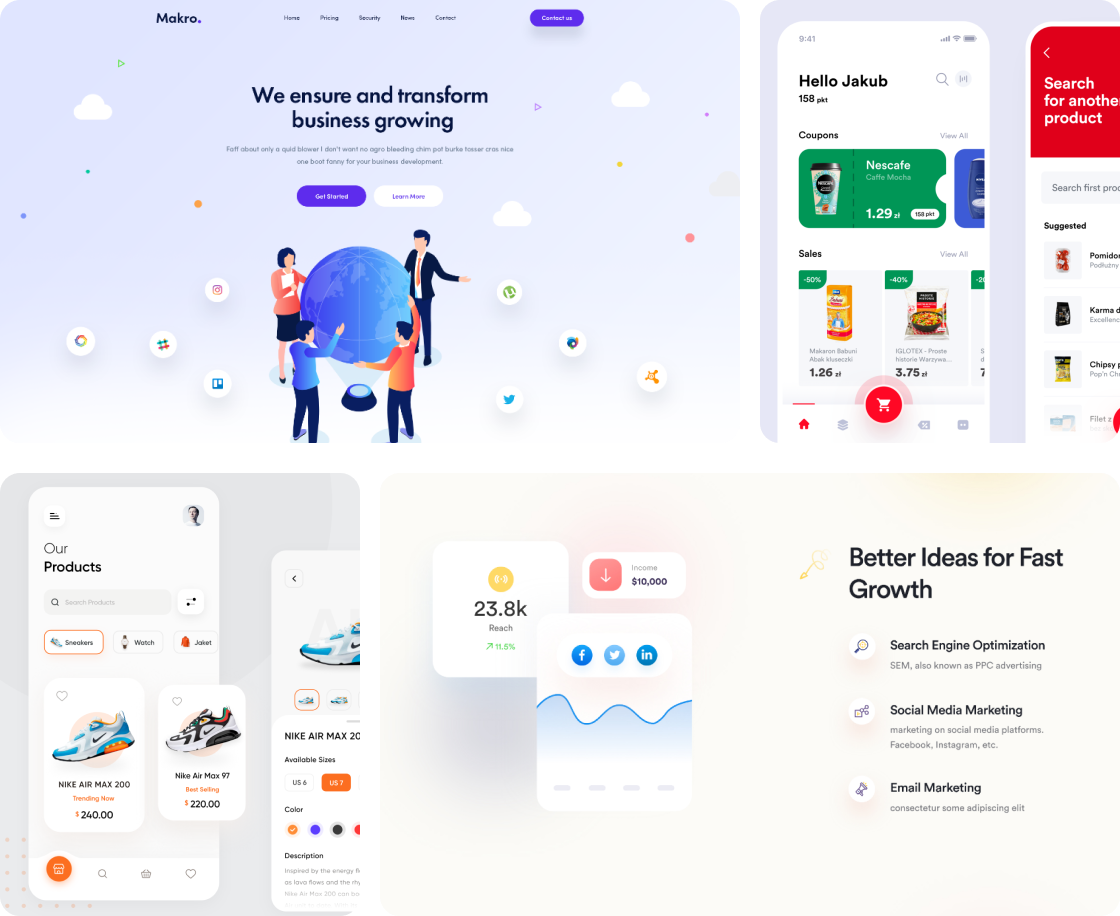 Makro.
Home Pricing Security News Contact
Contact us
We ensure and transform
business growing
Faff about only a quid blower I don't want no agro bleeding chim pot burke tosser cras nice
one boot fanny for your business development.
Get Started
Learn More
9:41
Hello Jakub
158 pkt
Coupons
View All
NESCAFE
Nescafe
Caffe Mocha
1.29 zł
158 pkt
NIVEA
Sales
View All
-50%
-40%
Makaron Babuni
Abak kluseczki
1.26 zł
IGLOTEX - Proste
historie Warzywa...
3.75 zł
Search
for another
product
Search first prod
Suggested
Pomidor
Podłużny
Karma d
Excellenc
Chipsy p
Pop'n Ch
Filet z
Our
Products
Search Products
Sneakers
Watch
Jaket
NIKE AIR MAX 200
Trending Now
$ 240.00
Nike Air Max 97
Best Selling
$ 220.00
NIKE AIR MAX 20
Available Sizes
US 6
US 7
Color
Description
Inspired by the energy fl
as lava flows and the rhy
Nike Air Max 200 can bo
23.8k
Reach
11.5%
Income
$10,000
Better Ideas for Fast
Growth
Search Engine Optimization
SEM, also known as PPC advertising
Social Media Marketing
marketing on social media platforms.
Facebook, Instagram, etc.
Email Marketing
consectetur some adipiscing elit